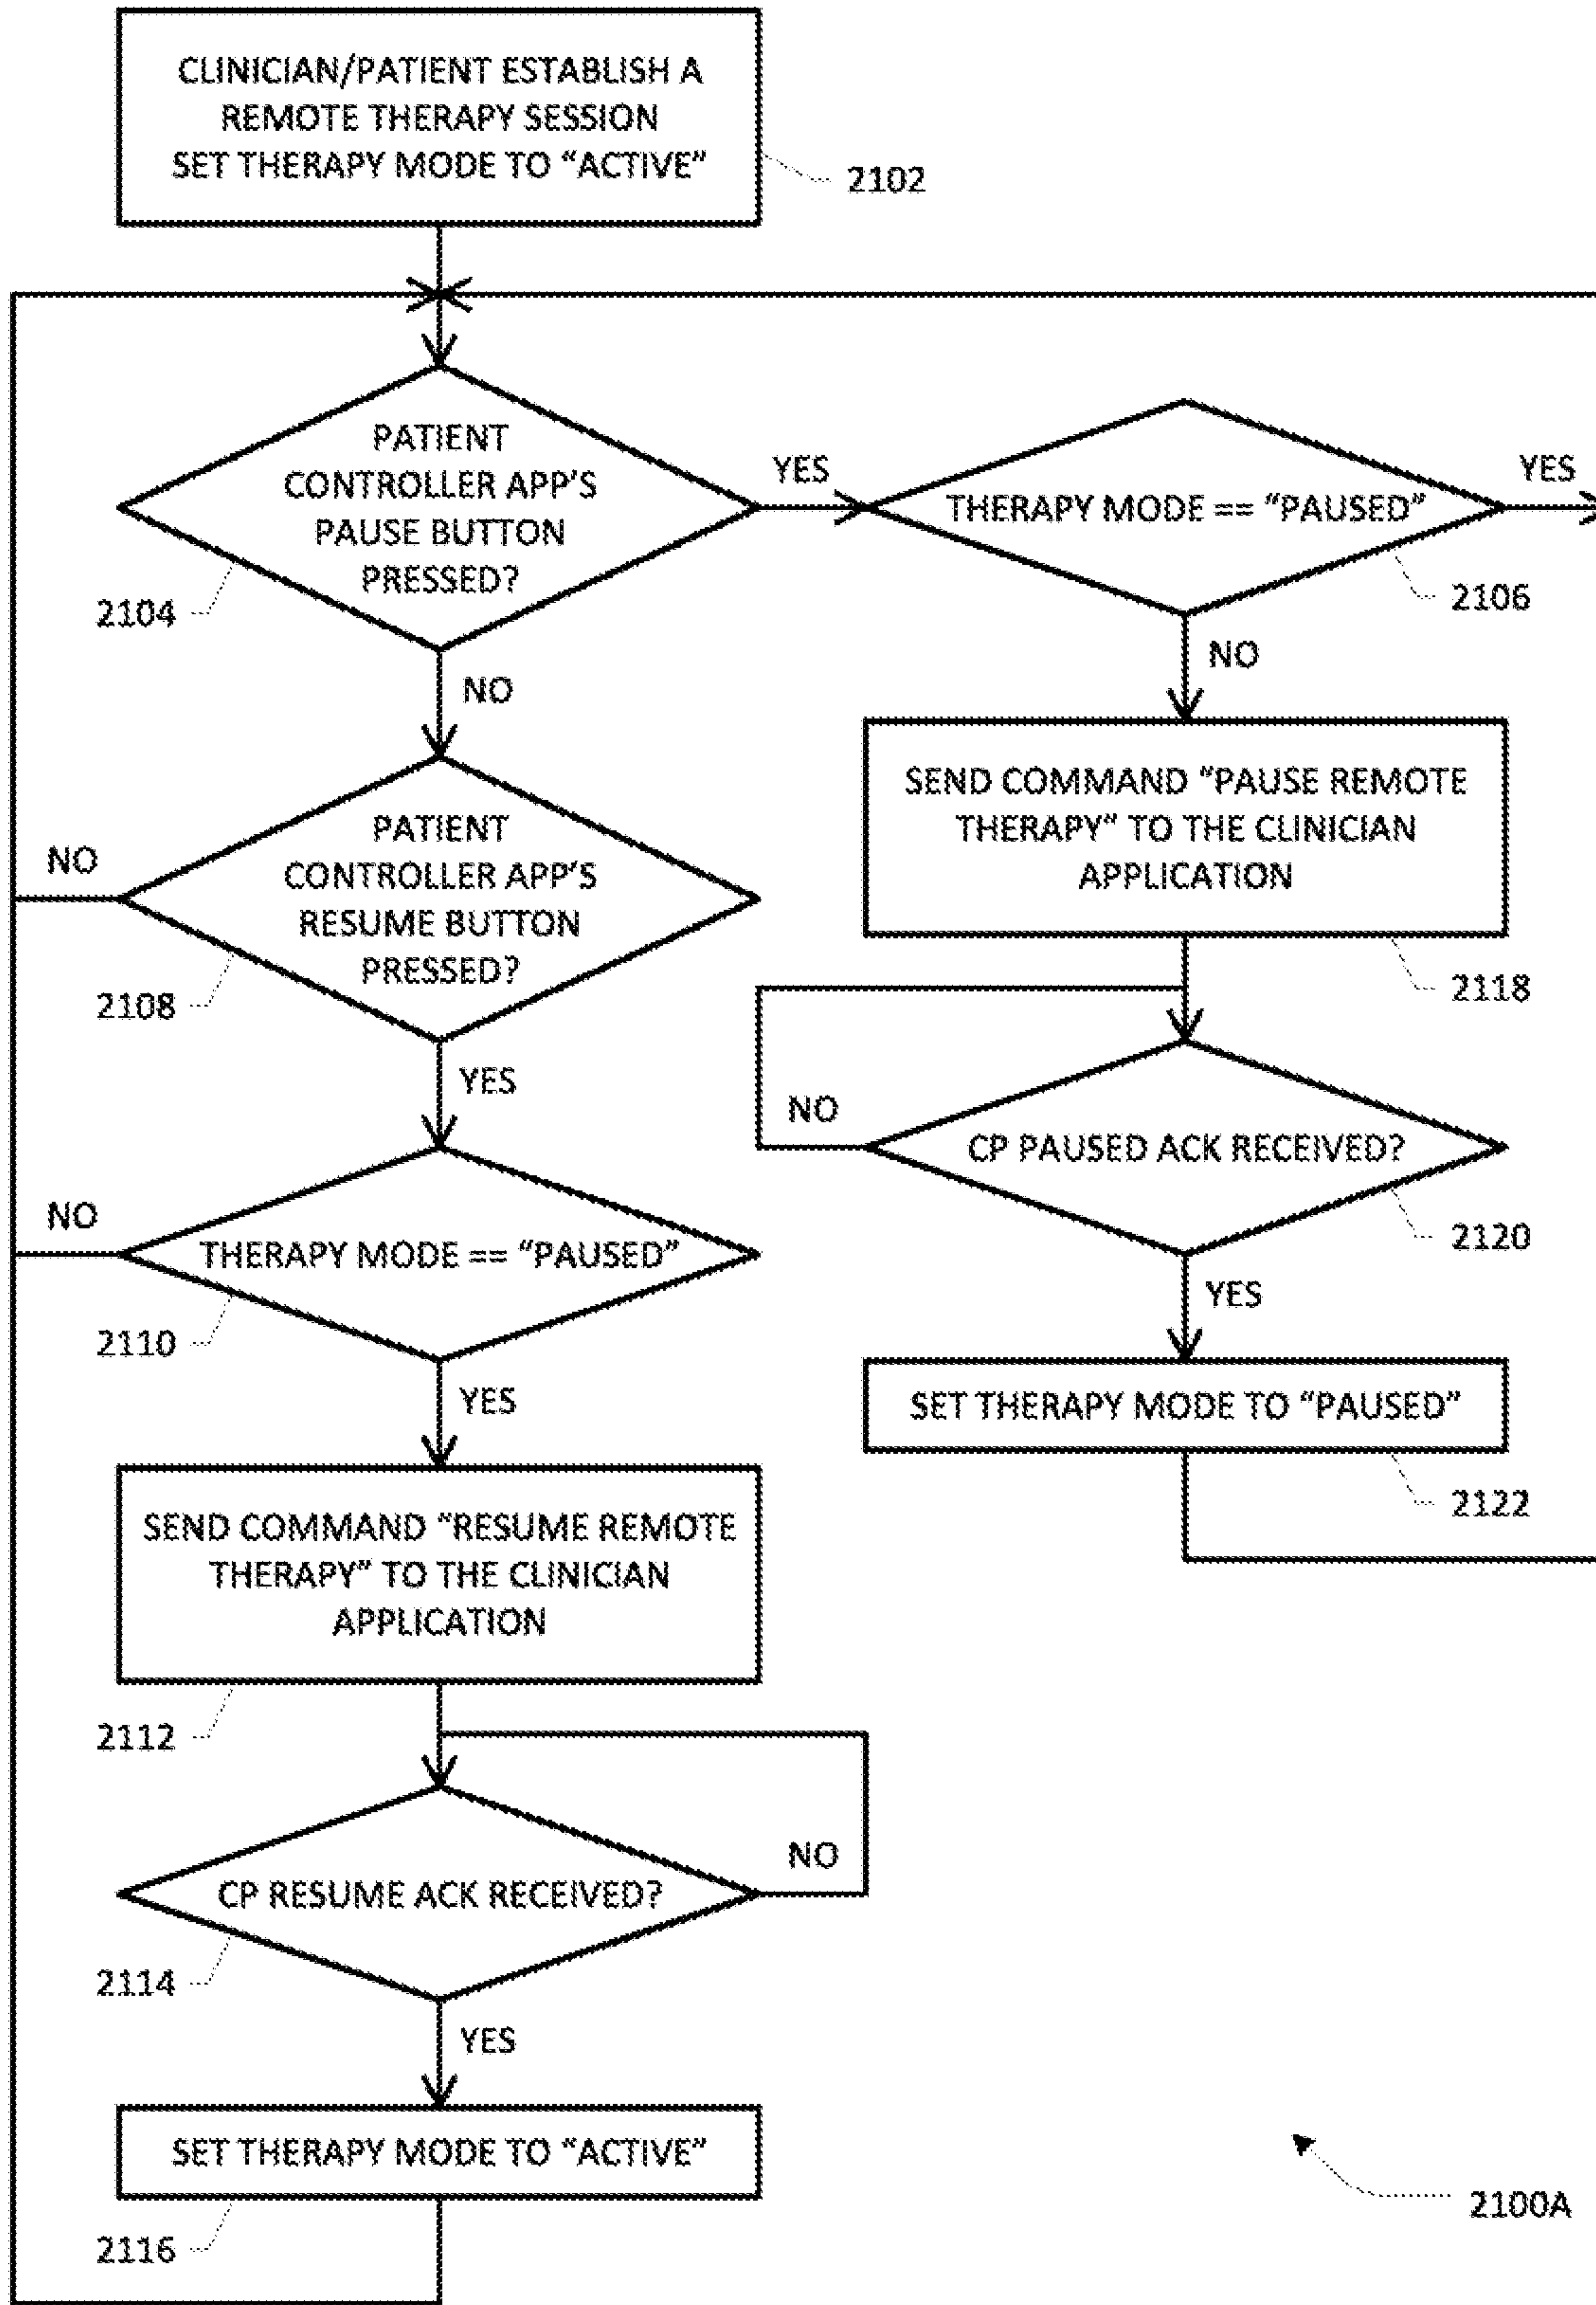 CLINICIAN/PATIENT ESTABLISH A
REMOTE THERAPY SESSION
SET THERAPY MODE TO “ACTIVE”
2102
PATIENT
CONTROLLER APP’S
PAUSE BUTTON
PRESSED?
2104
YES
THERAPY MODE == “PAUSED”
2106
YES
NO
NO
PATIENT
CONTROLLER APP’S
RESUME BUTTON
PRESSED?
2108
NO
YES
SEND COMMAND “PAUSE REMOTE
THERAPY” TO THE CLINICIAN
APPLICATION
2118
CP PAUSED ACK RECEIVED?
2120
NO
YES
THERAPY MODE == “PAUSED”
2110
NO
YES
SET THERAPY MODE TO “PAUSED”
2122
SEND COMMAND “RESUME REMOTE
THERAPY” TO THE CLINICIAN
APPLICATION
2112
CP RESUME ACK RECEIVED?
2114
NO
YES
SET THERAPY MODE TO “ACTIVE”
2116
2100A